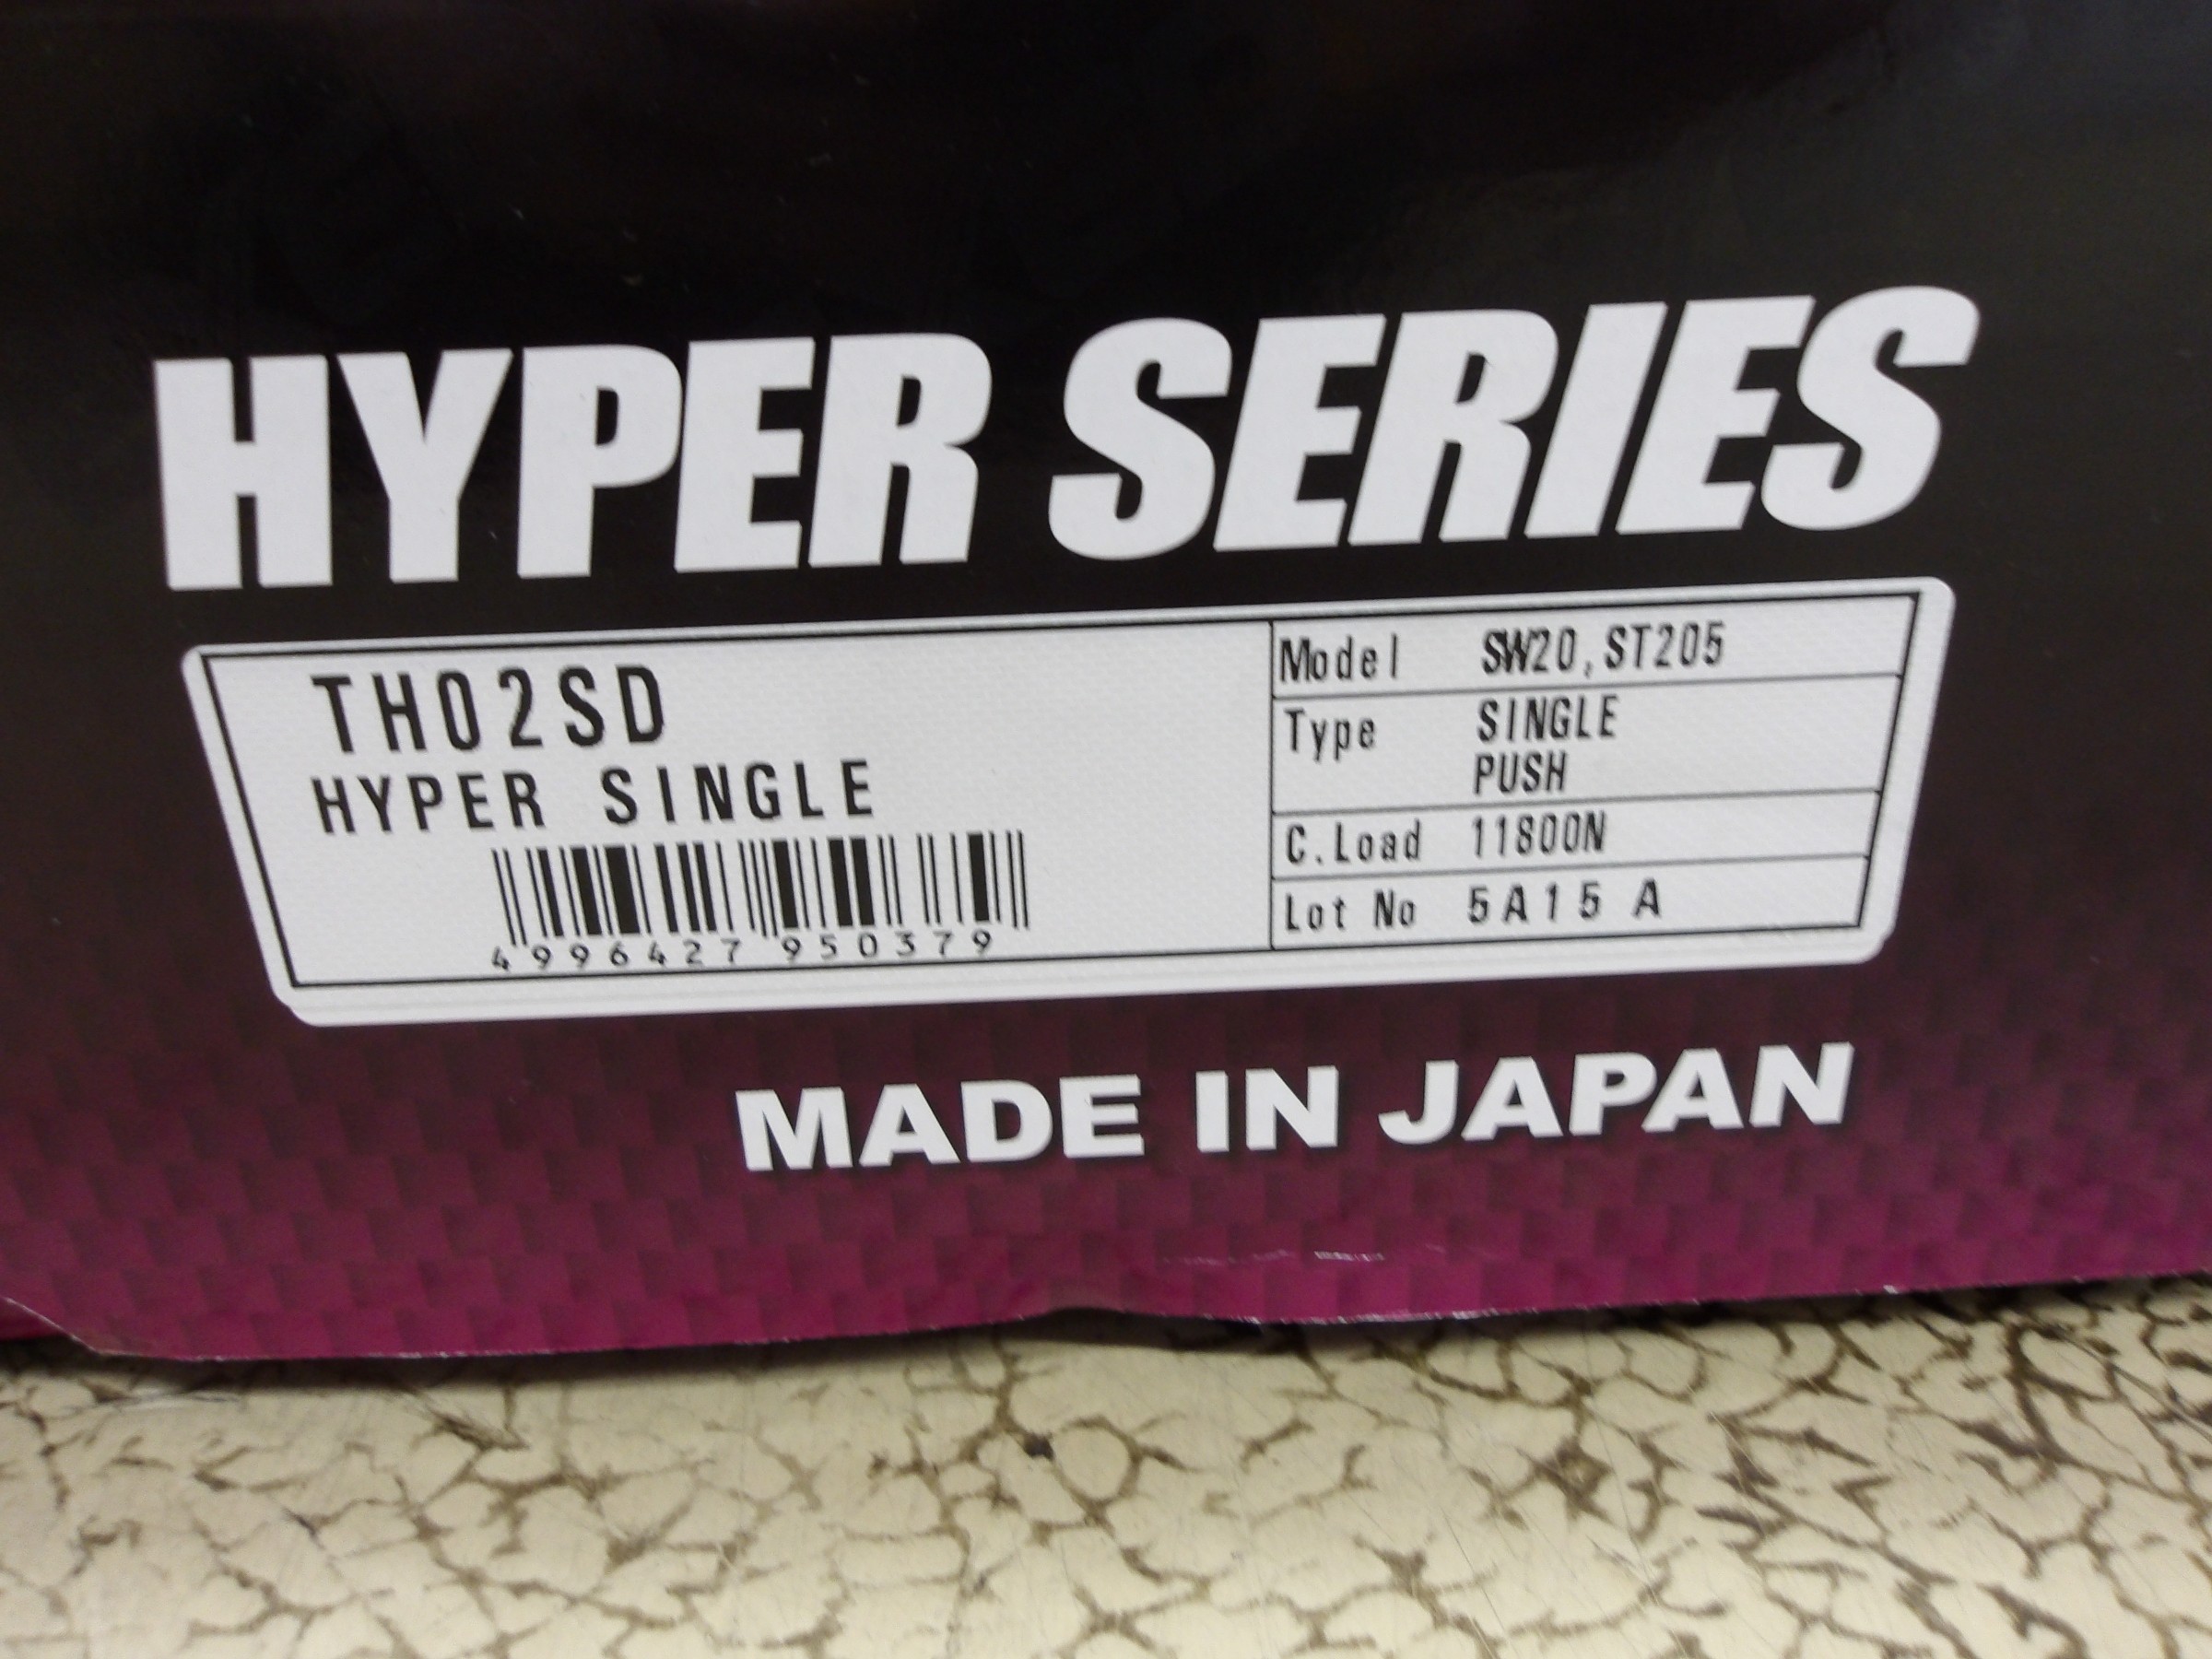 HYPER SERIES
TH02SD
HYPER SINGLE
4996427 950379
Model SW20,ST205
Type SINGLE
PUSH
C.Load 11800N
Lot No 5A15 A
MADE IN JAPAN